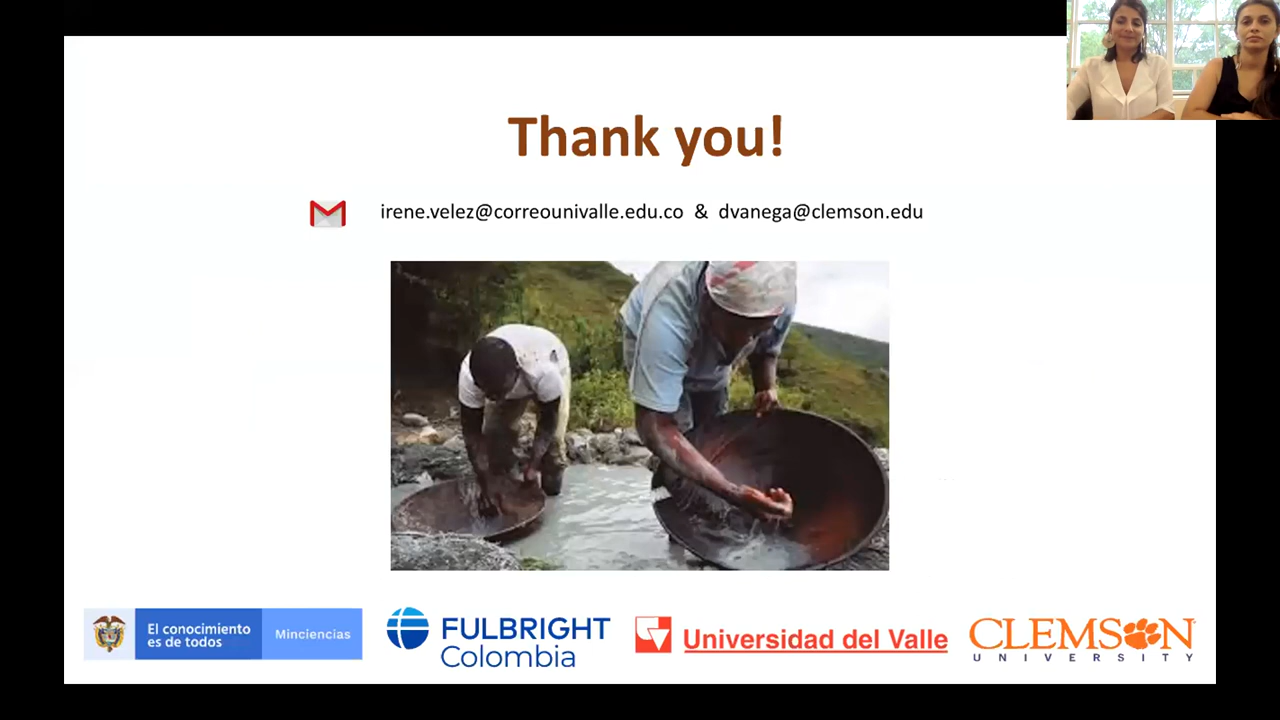 Thank you!
irene.velez@correounivalle.edu.co & dvanega@clemson.edu
El conocimiento
es de todos
Minciencias
FULBRIGHT
Colombia
Universidad del Valle
CLEMSON
UNIVERSITY